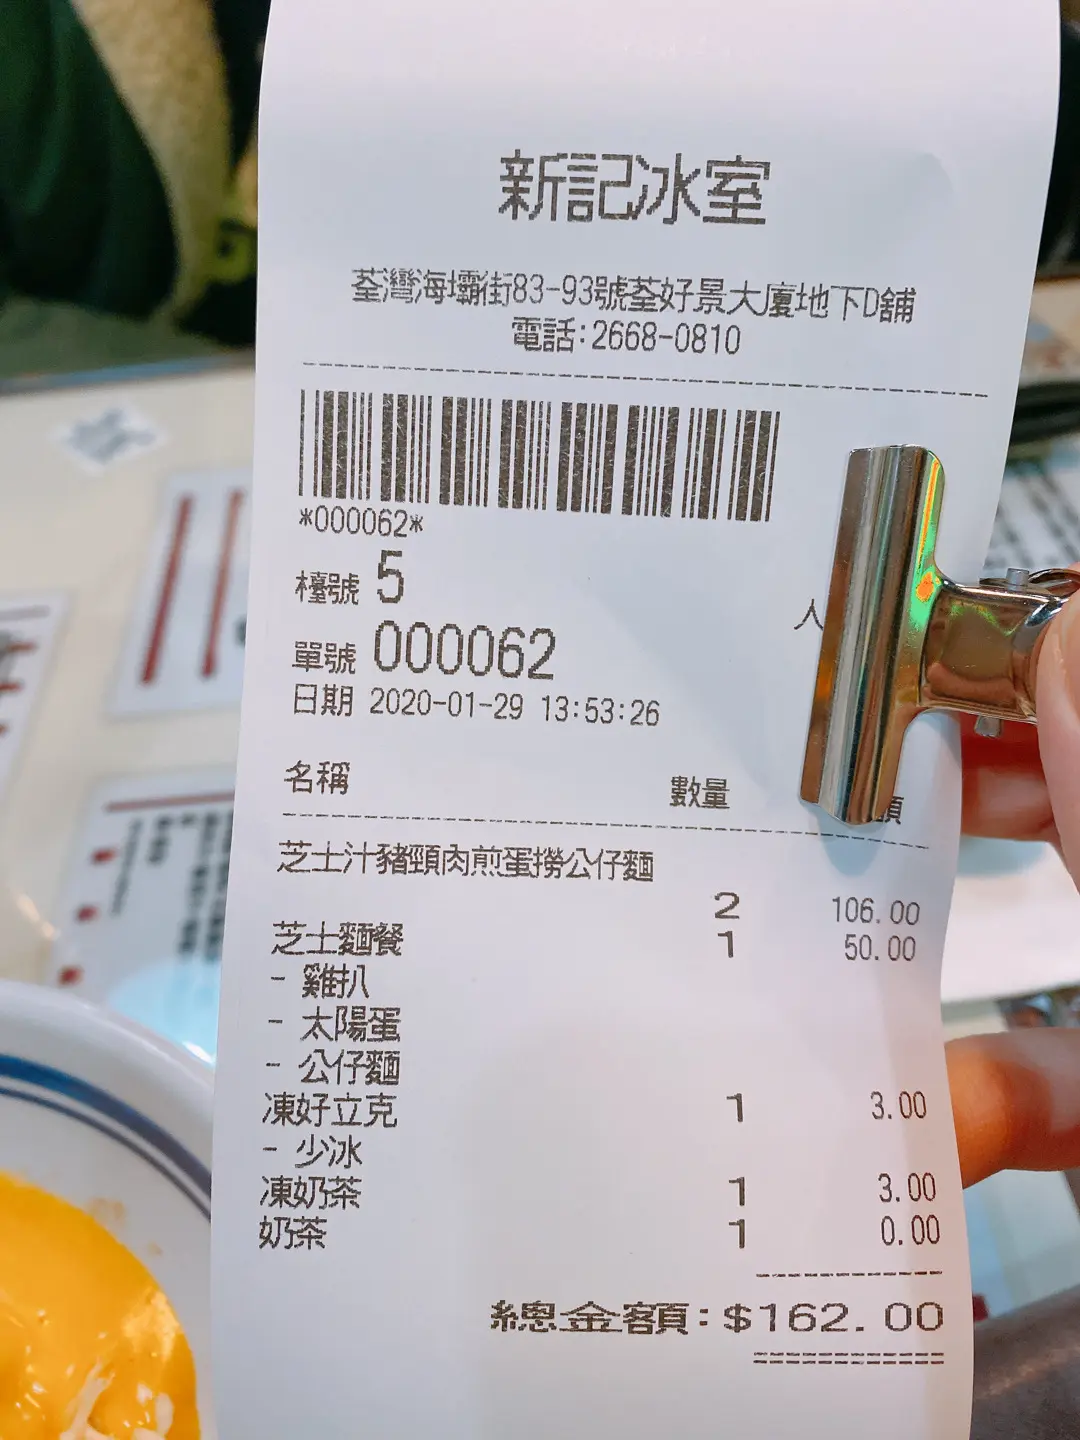 新記冰室
荃灣海壩街83-93號荃好景大廈地下D舖
電話:2668-0810
*000062*
檯號 5
人
單號 000062
日期 2020-01-29 13:53:26
名稱 數量 額
芝士汁豬頸肉煎蛋撈公仔麵
2 106.00
芝士麵餐 1 50.00
- 雞扒
- 太陽蛋
- 公仔麵
凍好立克 1 3.00
- 少冰
凍奶茶 1 3.00
奶茶 1 0.00
總金額:$162.00